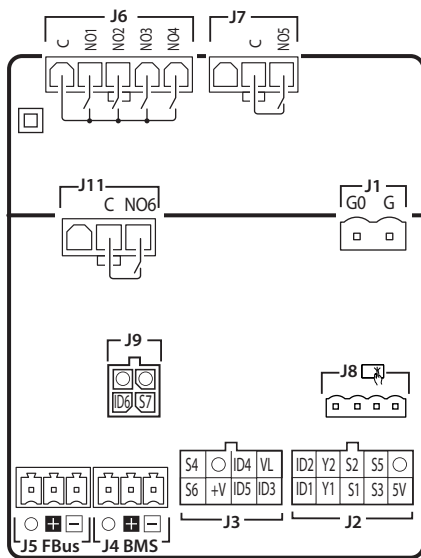 J6 J7
C NO1 NO2 NO3 NO4 C NO5
J11 J1
C NO6 G0 G
J9 J8
ID6 S7
S4 ID4 VL ID2 Y2 S2 S5
S6 +V ID5 ID3 ID1 Y1 S1 S3 5V
J3 J2
+ - + -
J5 FBus J4 BMS